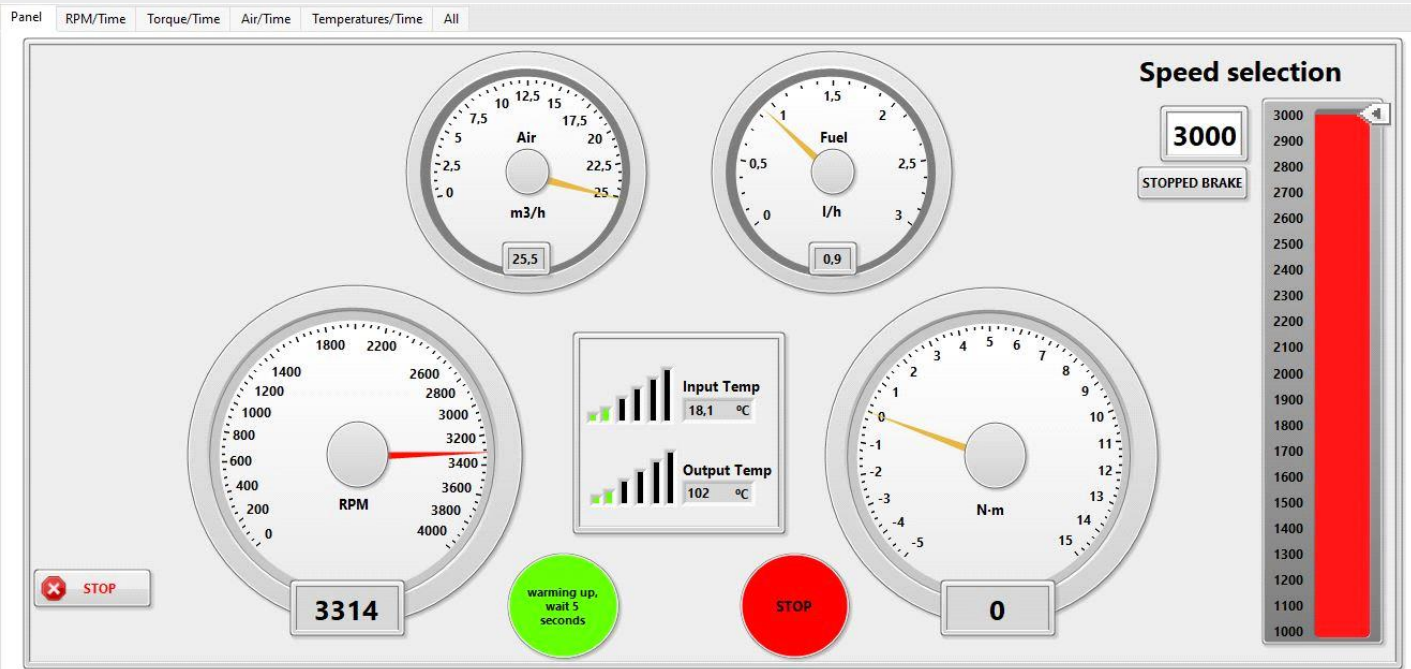 Panel RPM/Time Torque/Time Air/Time Temperatures/Time All
Speed selection
3000
STOPPED BRAKE
3000
2900
2800
2700
2600
2500
2400
2300
2200
2100
2000
1900
1800
1700
1600
1500
1400
1300
1200
1100
1000
0 2,5 5 7,5 10 12,5 15 17,5 20 22,5 25
Air
m3/h
25,5
0 0,5 1 1,5 2 2,5 3
Fuel
l/h
0,9
0 200 400 600 800 1000 1200 1400 1800 2200 2600 2800 3000 3200 3400 3600 3800 4000
RPM
3314
Input Temp
18,1 ºC
Output Temp
102 ºC
-5 -4 -3 -2 -1 0 1 2 3 4 5 6 7 8 9 10 11 12 13 14 15
N·m
0
STOP
warming up,
wait 5
seconds
STOP